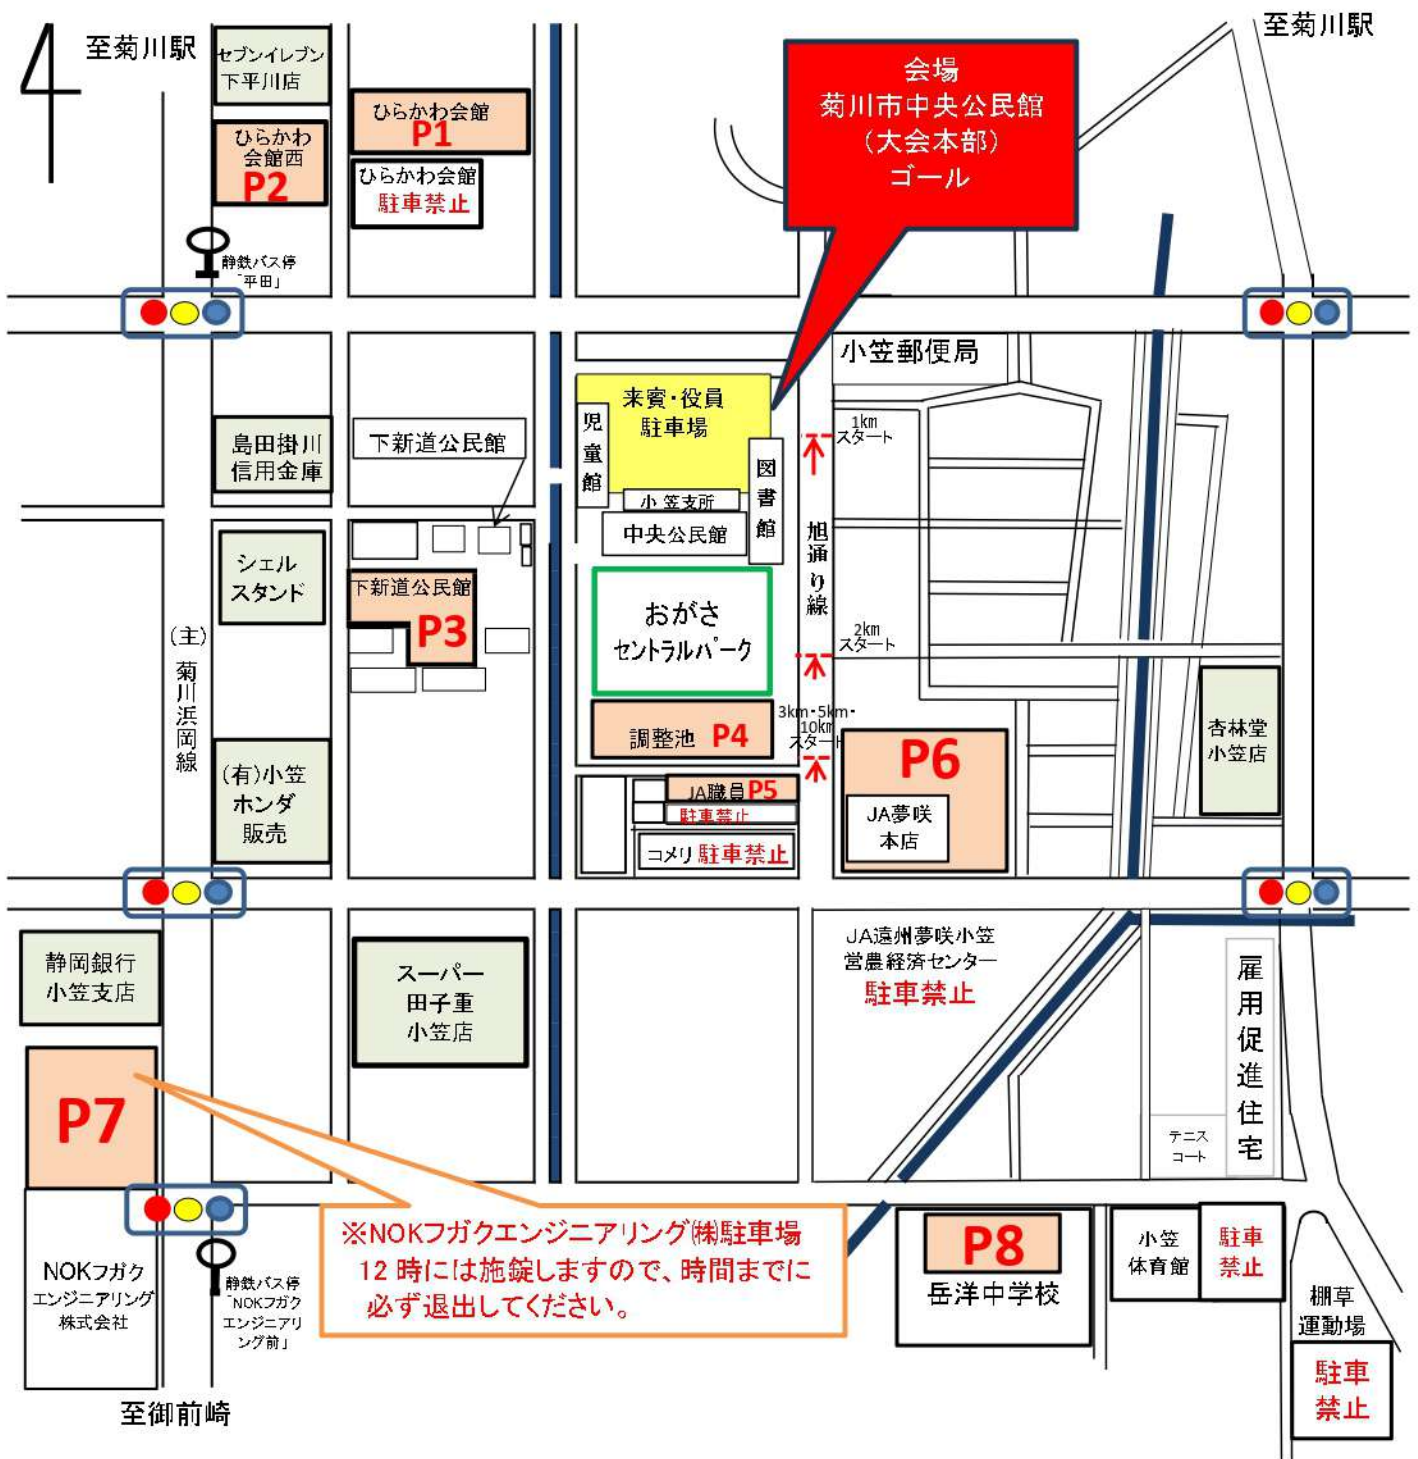 至菊川駅
セブンイレブン
下平川店
ひらかわ会館
P1
ひらかわ
会館西
P2
ひらかわ会館
駐車禁止
静鉄バス停
「平田」
会場
菊川市中央公民館
(大会本部)
ゴール
至菊川駅
小笠郵便局
来賓・役員
駐車場
児童館
図書館
小笠支所
中央公民館
1km
スタート
島田掛川
信用金庫
下新道公民館
シェル
スタンド
下新道公民館
P3
おがさ
セントラルパーク
旭通り線
2km
スタート
(主)菊川浜岡線
調整池 P4
3km・5km・
10km
スタート
P6
JA夢咲
本店
杏林堂
小笠店
(有)小笠
ホンダ
販売
JA職員P5
駐車禁止
コメリ 駐車禁止
静岡銀行
小笠支店
スーパー
田子重
小笠店
JA遠州夢咲小笠
営農経済センター
駐車禁止
雇用促進住宅
テニス
コート
P7
※NOKフガクエンジニアリング㈱駐車場
12 時には施錠しますので、時間までに
必ず退出してください。
NOKフガク
エンジニアリング
株式会社
静鉄バス停
「NOKフガク
エンジニアリ
ング前」
P8
岳洋中学校
小笠
体育館
駐車
禁止
棚草
運動場
駐車
禁止
至御前崎